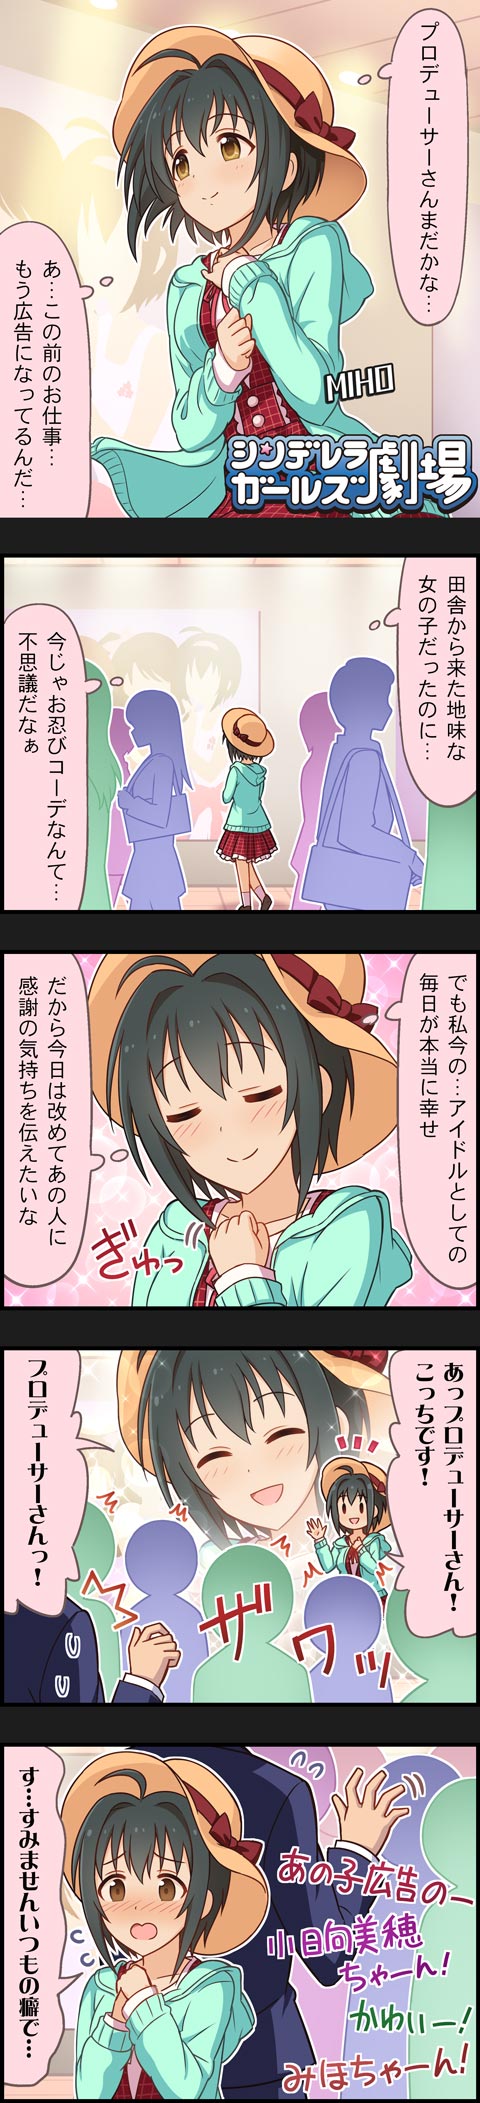 プロデューサーさんまだかな…
あ…この前のお仕事…
もう広告になってるんだ…
MIHO
シンデレラ
ガールズ劇場
田舎から来た地味な
女の子だったのに…
今じゃお忍びコーデなんて…
不思議だなぁ
でも私今の…アイドルとしての
毎日が本当に幸せ
だから今日は改めてあの人に
感謝の気持ちを伝えたいな
ぎゅっ
あっプロデューサーさん！
こっちです！
プロデューサーさんっ！
ザワッ
す…すみませんいつもの癖で…
あの子広告のー
小日向美穂
ちゃーん！
かわいいー！
みほちゃーん！